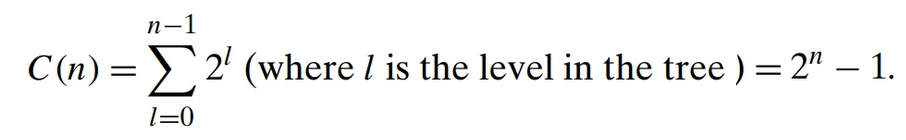 n−1
C(n) = ∑ 2^l (where l is the level in the tree ) = 2^n − 1.
l=0